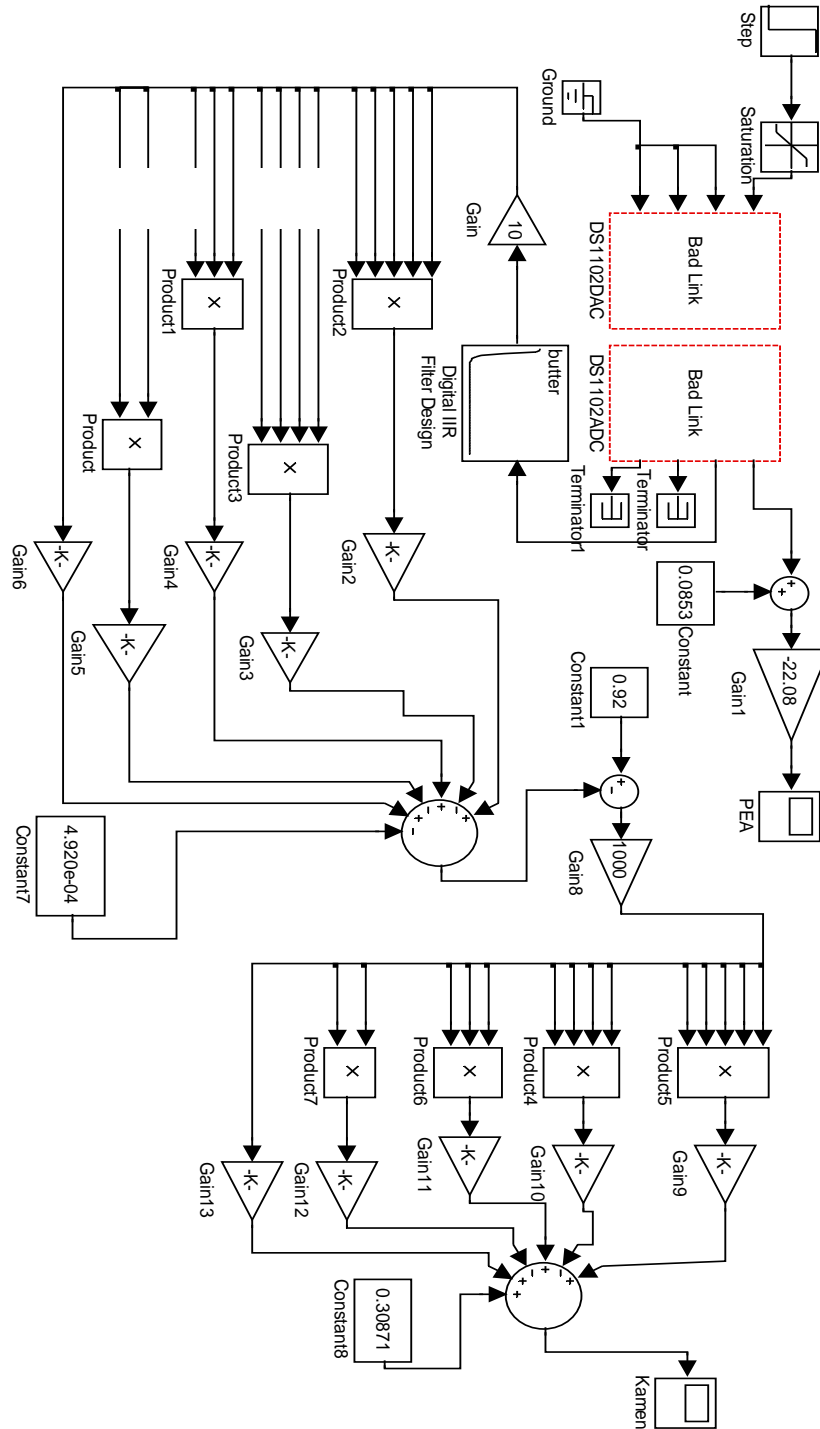 Step
Saturation
Ground
Bad Link
DS1102DAC
Bad Link
DS1102ADC
Terminator
Terminator1
+
+
0.0853
Constant
-22.08
Gain1
PEA
10
Gain
butter
Digital IIR
Filter Design
X
Product2
X
Product3
X
Product1
X
Product
-K-
Gain2
-K-
Gain3
-K-
Gain4
-K-
Gain5
-K-
Gain6
+
-
+
-
+
-
4.920e-04
Constant7
0.92
Constant1
+
-
1000
Gain8
X
Product5
X
Product4
X
Product6
X
Product7
-K-
Gain9
-K-
Gain10
-K-
Gain11
-K-
Gain12
-K-
Gain13
+
-
+
-
+
+
0.30871
Constant8
Kamen